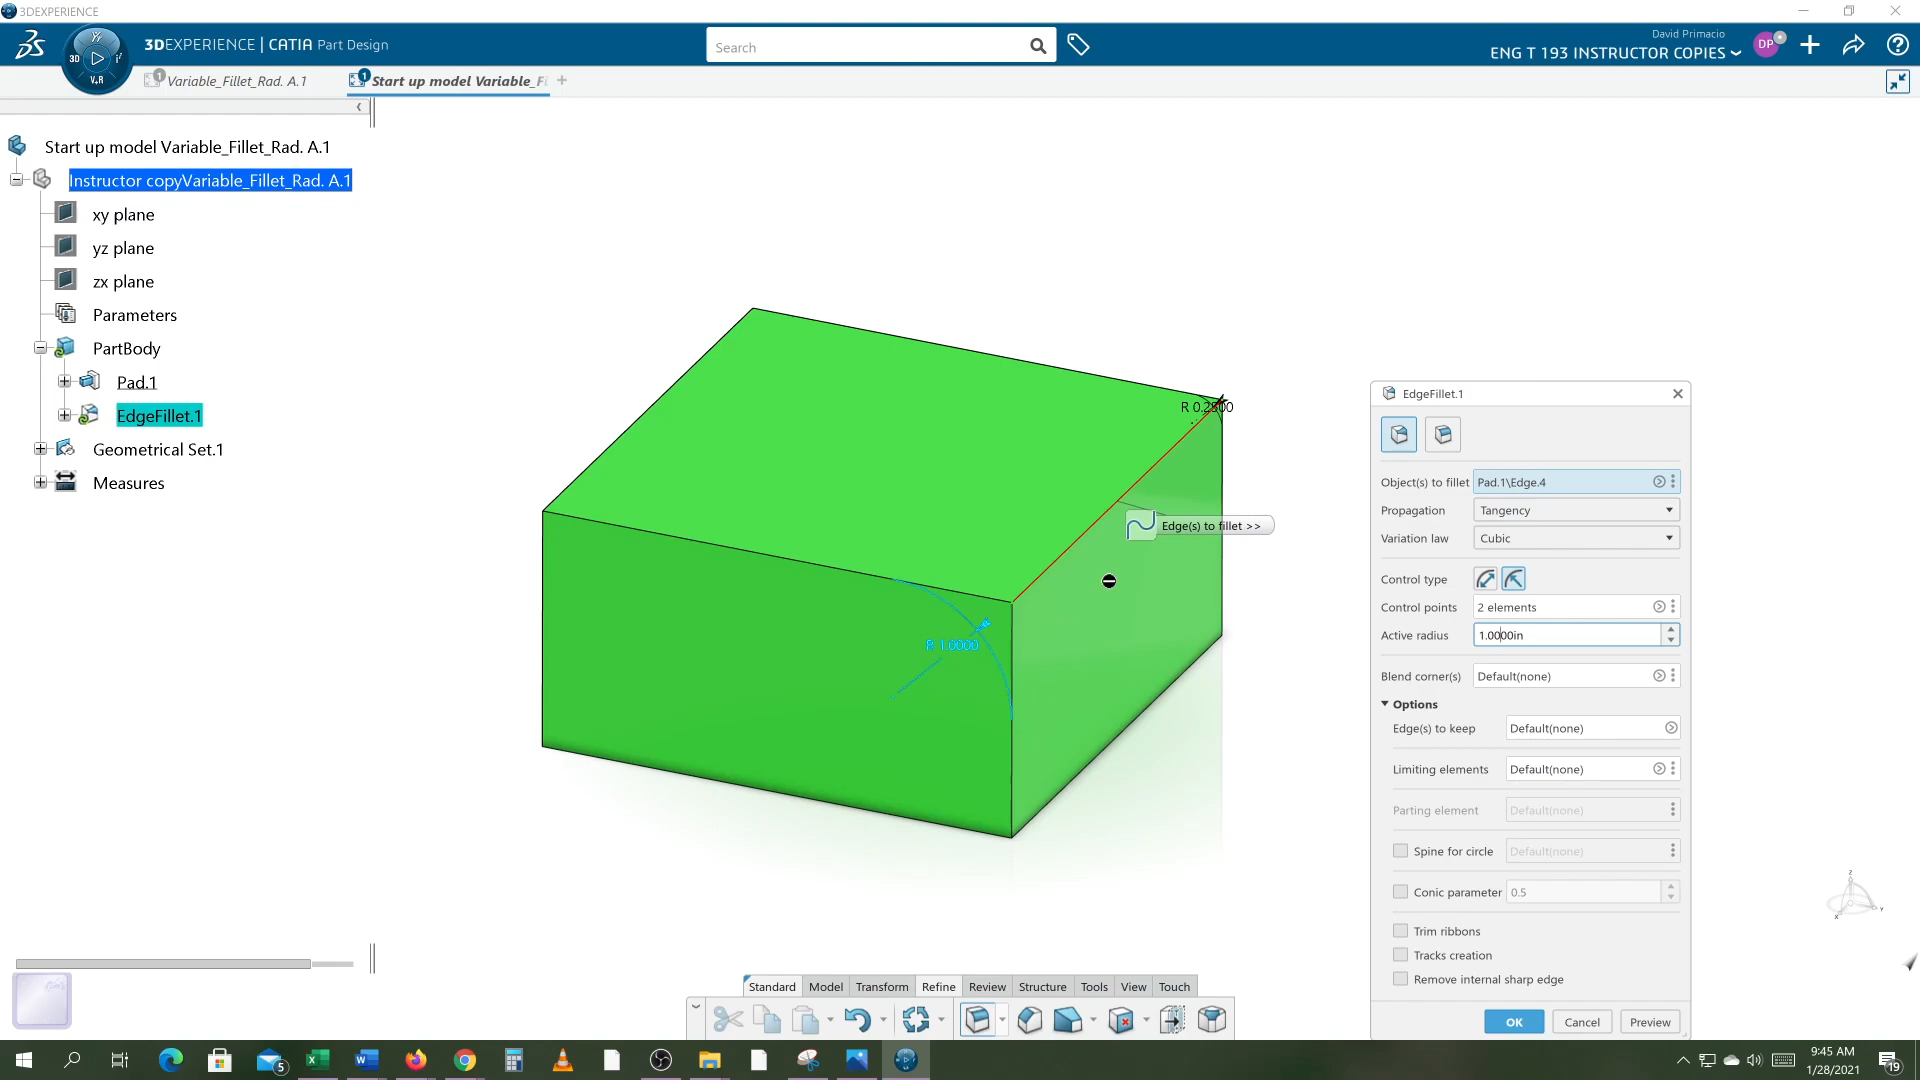 3DEXPERIENCE
3DEXPERIENCE | CATIA Part Design
3D
V.R
Search
David Primacio
ENG T 193 INSTRUCTOR COPIES
DP
1 Variable_Fillet_Rad. A.1
1 Start up model Variable_Fi
Start up model Variable_Fillet_Rad. A.1
Instructor copyVariable_Fillet_Rad. A.1
xy plane
yz plane
zx plane
Parameters
PartBody
Pad.1
EdgeFillet.1
Geometrical Set.1
Measures
R 0.2500
Edge(s) to fillet >>
R 1.0000
EdgeFillet.1
Object(s) to fillet Pad.1\Edge.4
Propagation Tangency
Variation law Cubic
Control type
Control points 2 elements
Active radius 1.0000in
Blend corner(s) Default(none)
Options
Edge(s) to keep Default(none)
Limiting elements Default(none)
Parting element Default(none)
Spine for circle Default(none)
Conic parameter 0.5
Trim ribbons
Tracks creation
Remove internal sharp edge
OK Cancel Preview
Standard Model Transform Refine Review Structure Tools View Touch
5
9:45 AM
1/28/2021
19